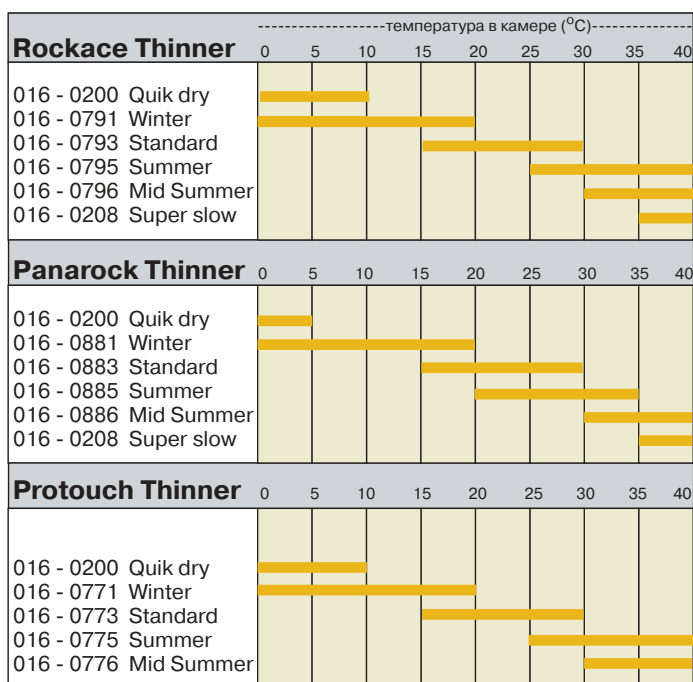 ------------------температура в камере (°C)------------------
Rockace Thinner 0 5 10 15 20 25 30 35 40
016 - 0200 Quik dry
016 - 0791 Winter
016 - 0793 Standard
016 - 0795 Summer
016 - 0796 Mid Summer
016 - 0208 Super slow
Panarock Thinner 0 5 10 15 20 25 30 35 40
016 - 0200 Quik dry
016 - 0881 Winter
016 - 0883 Standard
016 - 0885 Summer
016 - 0886 Mid Summer
016 - 0208 Super slow
Protouch Thinner 0 5 10 15 20 25 30 35 40
016 - 0200 Quik dry
016 - 0771 Winter
016 - 0773 Standard
016 - 0775 Summer
016 - 0776 Mid Summer